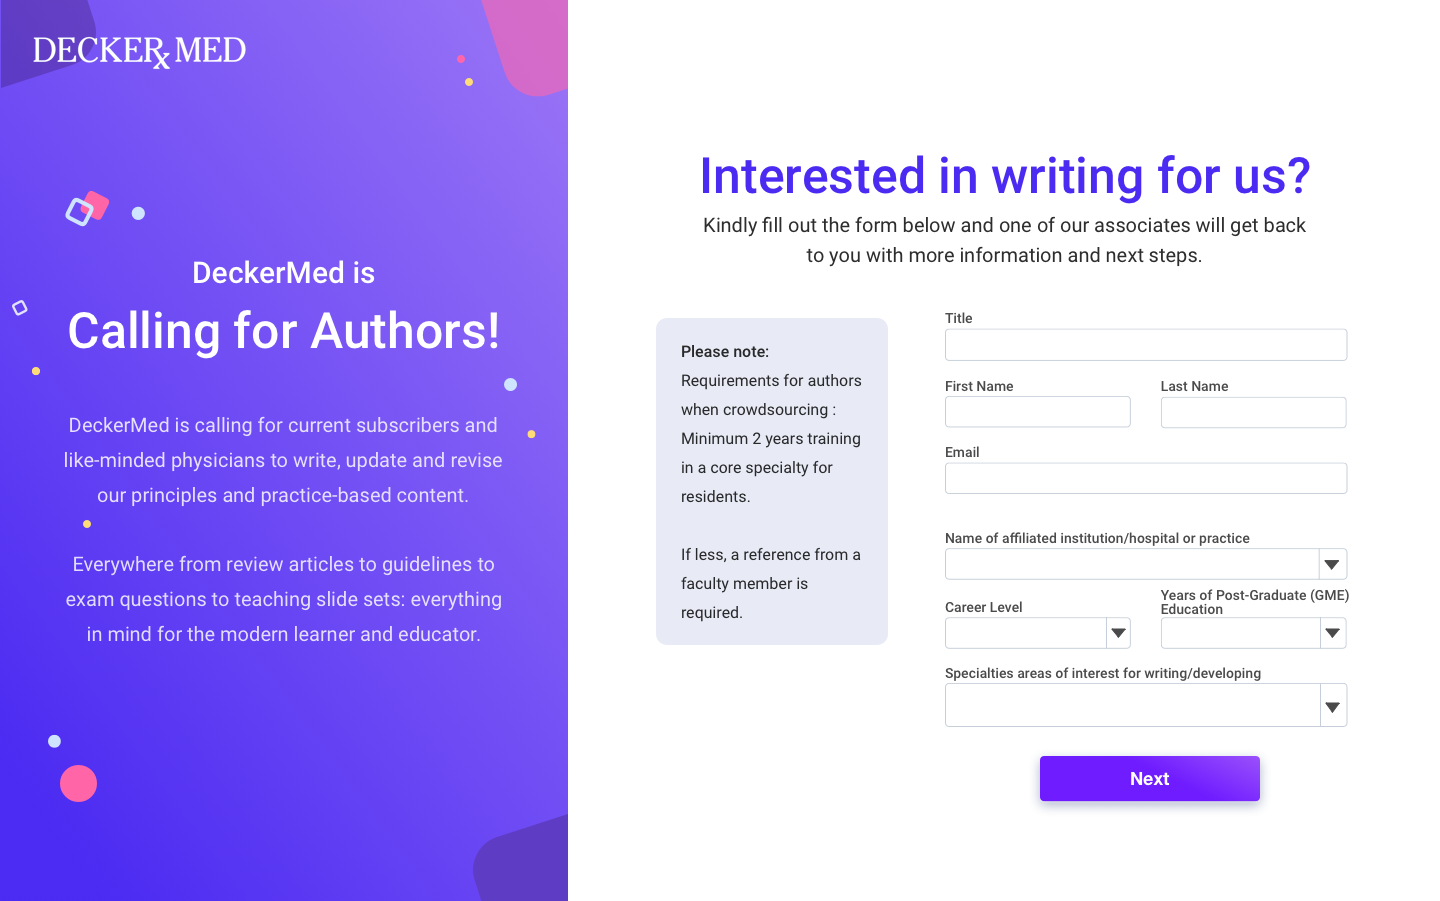 DECKERx MED
DeckerMed is
Calling for Authors!
DeckerMed is calling for current subscribers and
like-minded physicians to write, update and revise
our principles and practice-based content.
Everywhere from review articles to guidelines to
exam questions to teaching slide sets: everything
in mind for the modern learner and educator.
Interested in writing for us?
Kindly fill out the form below and one of our associates will get back
to you with more information and next steps.
Please note:
Requirements for authors
when crowdsourcing :
Minimum 2 years training
in a core specialty for
residents.
If less, a reference from a
faculty member is
required.
Title
First Name
Last Name
Email
Name of affiliated institution/hospital or practice
Career Level
Years of Post-Graduate (GME)
Education
Specialties areas of interest for writing/developing
Next